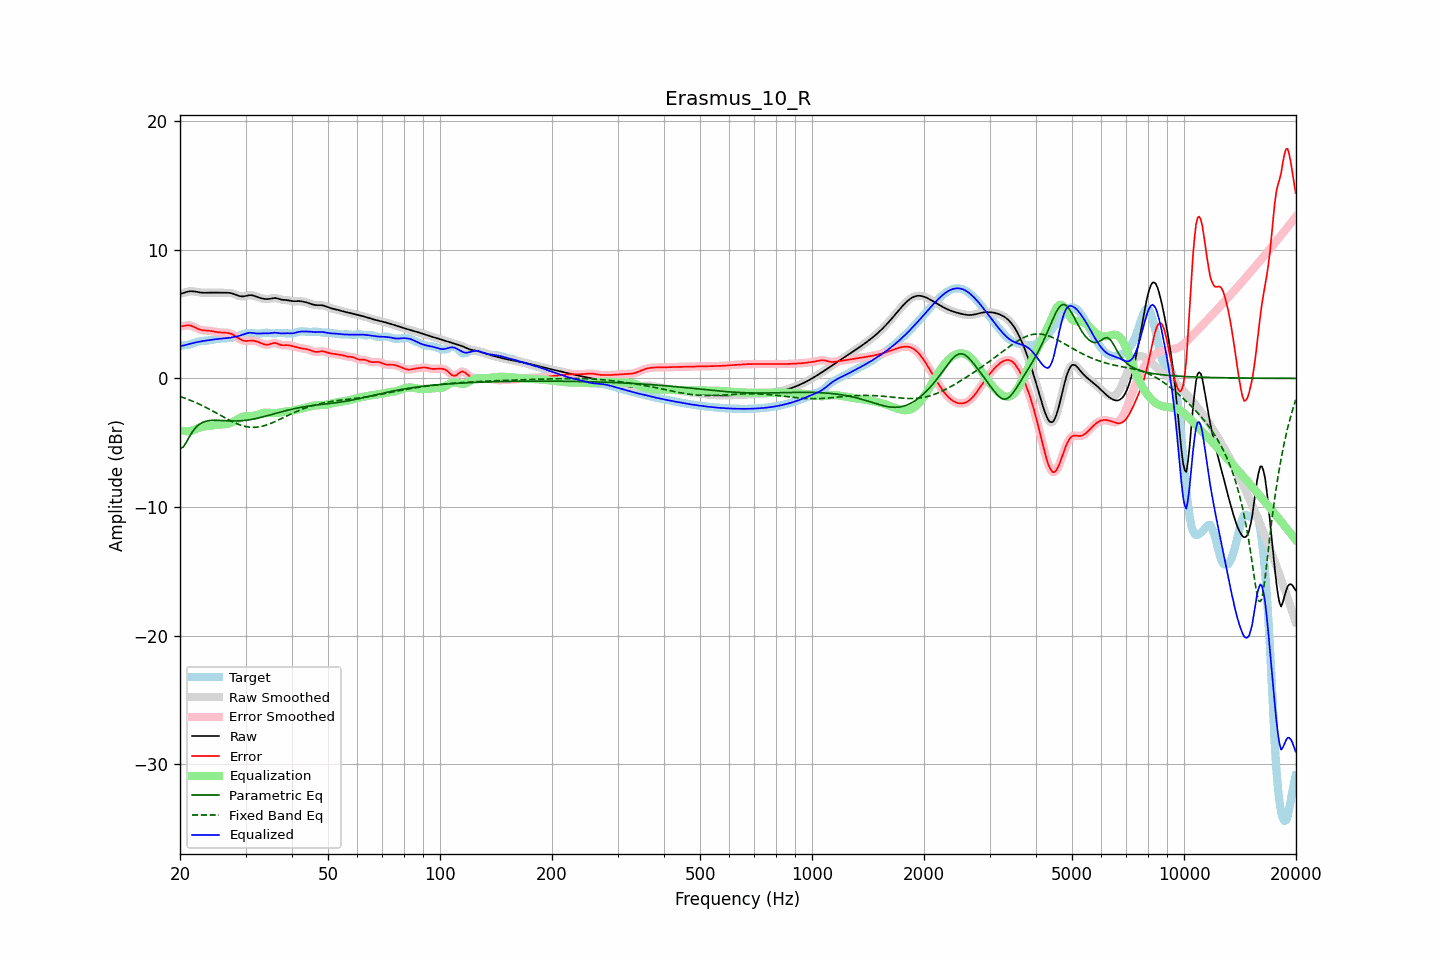 Erasmus_10_R
20
10
0
−10
−20
−30
Amplitude (dBr)
Target
Raw Smoothed
Error Smoothed
Raw
Error
Equalization
Parametric Eq
Fixed Band Eq
Equalized
20 50 100 200 500 1000 2000 5000 10000 20000
Frequency (Hz)